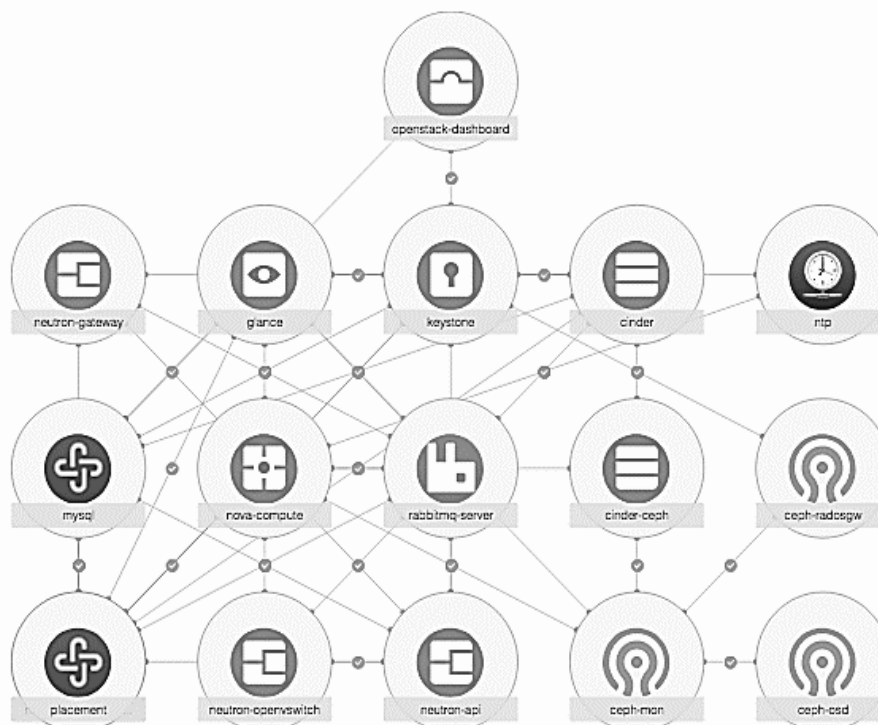 openstack-dashboard
neutron-gateway
glance
keystone
cinder
ntp
mysql
nova-compute
rabbitmq-server
cinder-ceph
ceph-radosgw
placement
neutron-openvswitch
neutron-api
ceph-mon
ceph-osd